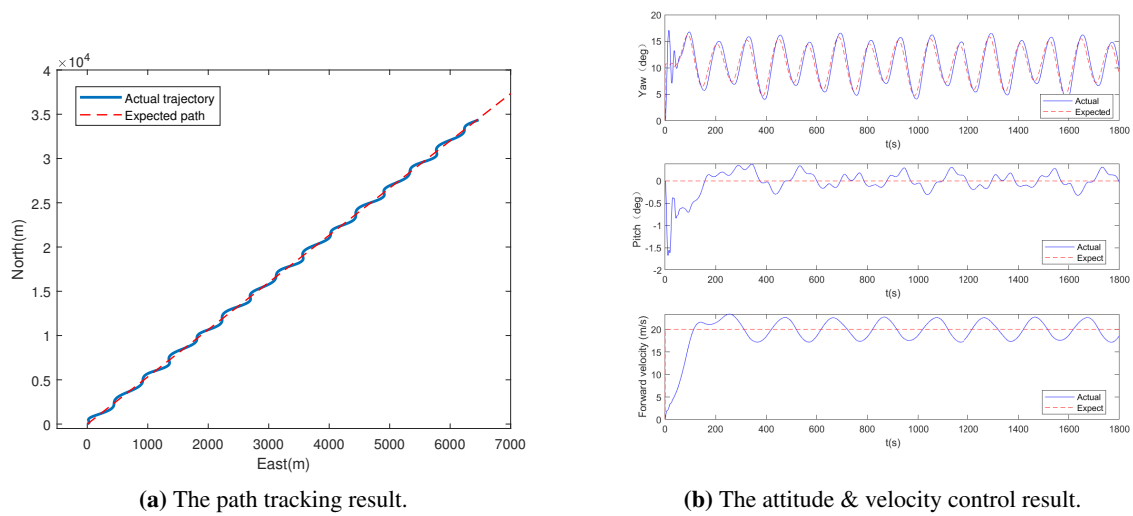 ×10⁴
4
3.5
3
2.5
2
1.5
1
0.5
0
North(m)
Actual trajectory
Expected path
0 1000 2000 3000 4000 5000 6000 7000
East(m)
(a) The path tracking result.
20
15
10
5
0
Yaw（deg）
Actual
Expected
0 200 400 600 800 1000 1200 1400 1600 1800
t(s)
0
-0.5
-1
-1.5
-2
Pitch（deg）
Actual
Expect
0 200 400 600 800 1000 1200 1400 1600 1800
t(s)
20
15
10
5
0
Forward velocity (m/s)
Actual
Expect
0 200 400 600 800 1000 1200 1400 1600 1800
t(s)
(b) The attitude & velocity control result.